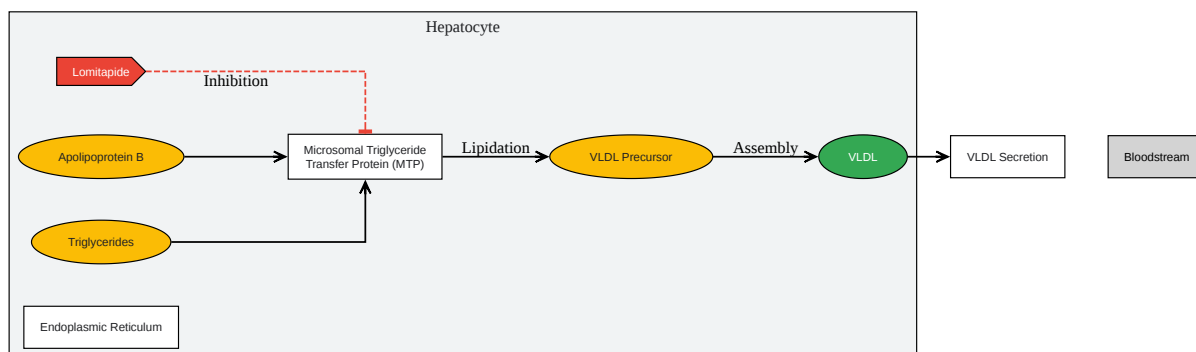 Hepatocyte
Lomitapide
Inhibition
Apolipoprotein B
Microsomal Triglyceride
Transfer Protein (MTP)
Lipidation
VLDL Precursor
Assembly
VLDL
VLDL Secretion
Bloodstream
Triglycerides
Endoplasmic Reticulum